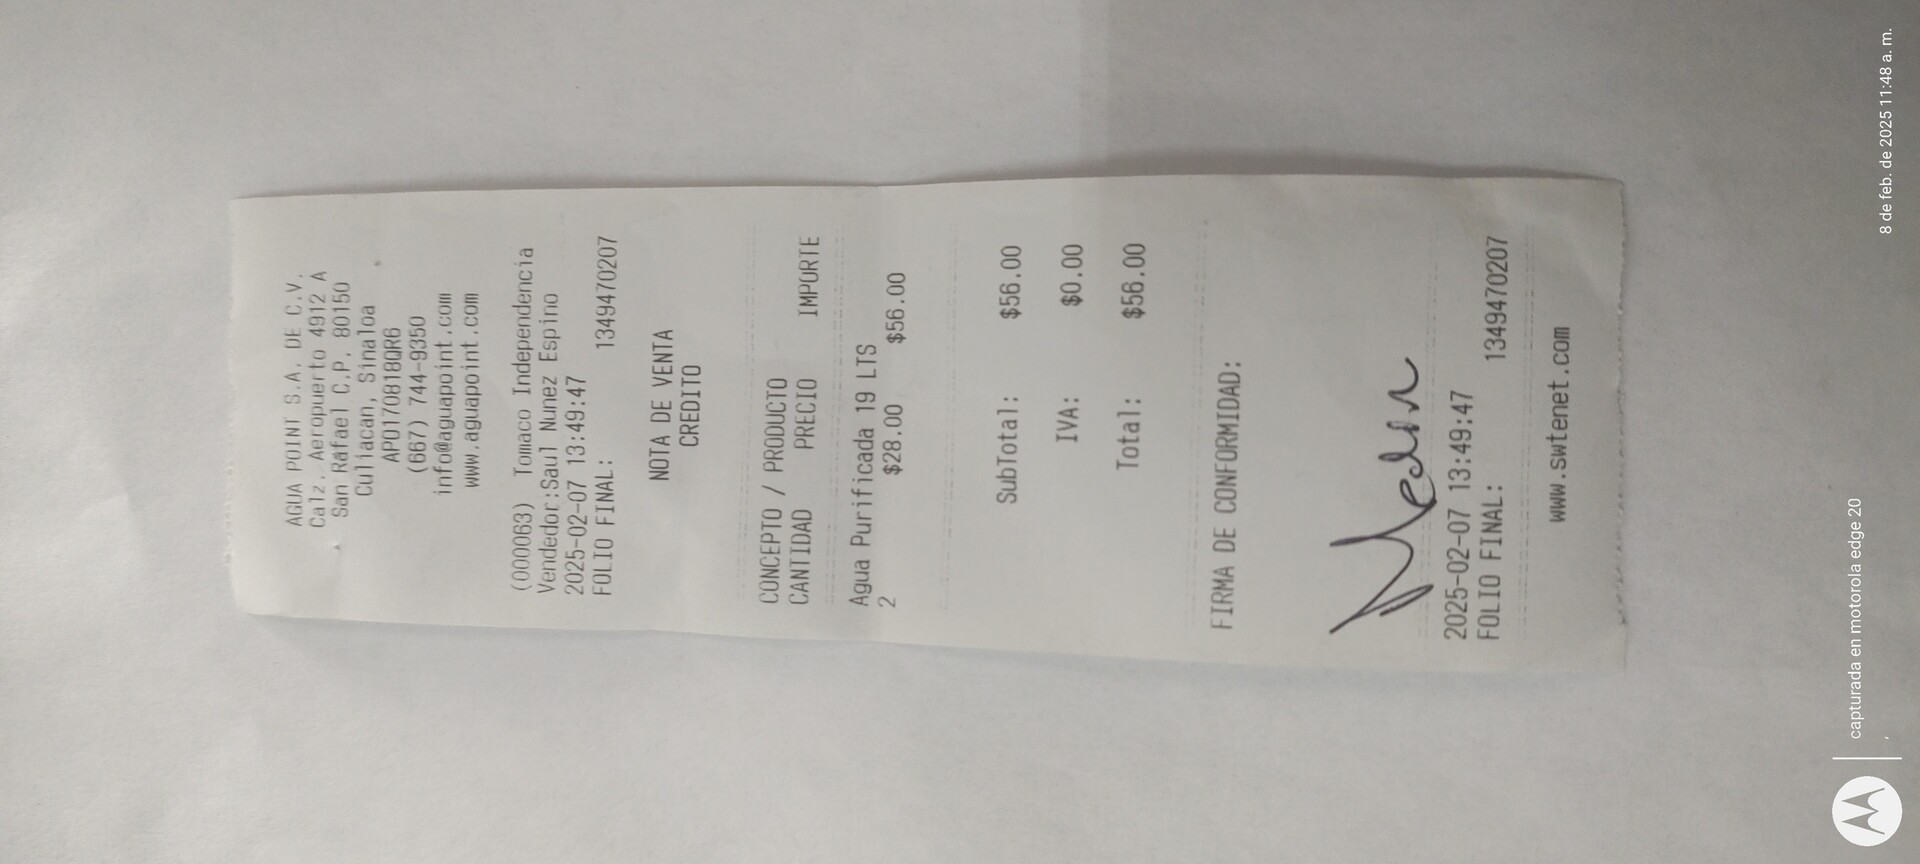 AGUA POINT S.A. DE C.V.
Calz. Aeropuerto 4912 A
San Rafael C.P. 80150
Culiacan, Sinaloa
APO170818QR6
(667) 744-9350
info@aguapoint.com
www.aguapoint.com
(000063) Tomaco Independencia
Vendedor:Saul Nunez Espino
2025-02-07 13:49:47
FOLIO FINAL: 1349470207
NOTA DE VENTA
CREDITO
CONCEPTO / PRODUCTO
CANTIDAD PRECIO IMPORTE
Agua Purificada 19 LTS
2 $28.00 $56.00
SubTotal: $56.00
IVA: $0.00
Total: $56.00
FIRMA DE CONFORMIDAD:
2025-02-07 13:49:47
FOLIO FINAL: 1349470207
www.swtenet.com
capturada en motorola edge 20
8 de feb. de 2025 11:48 a. m.